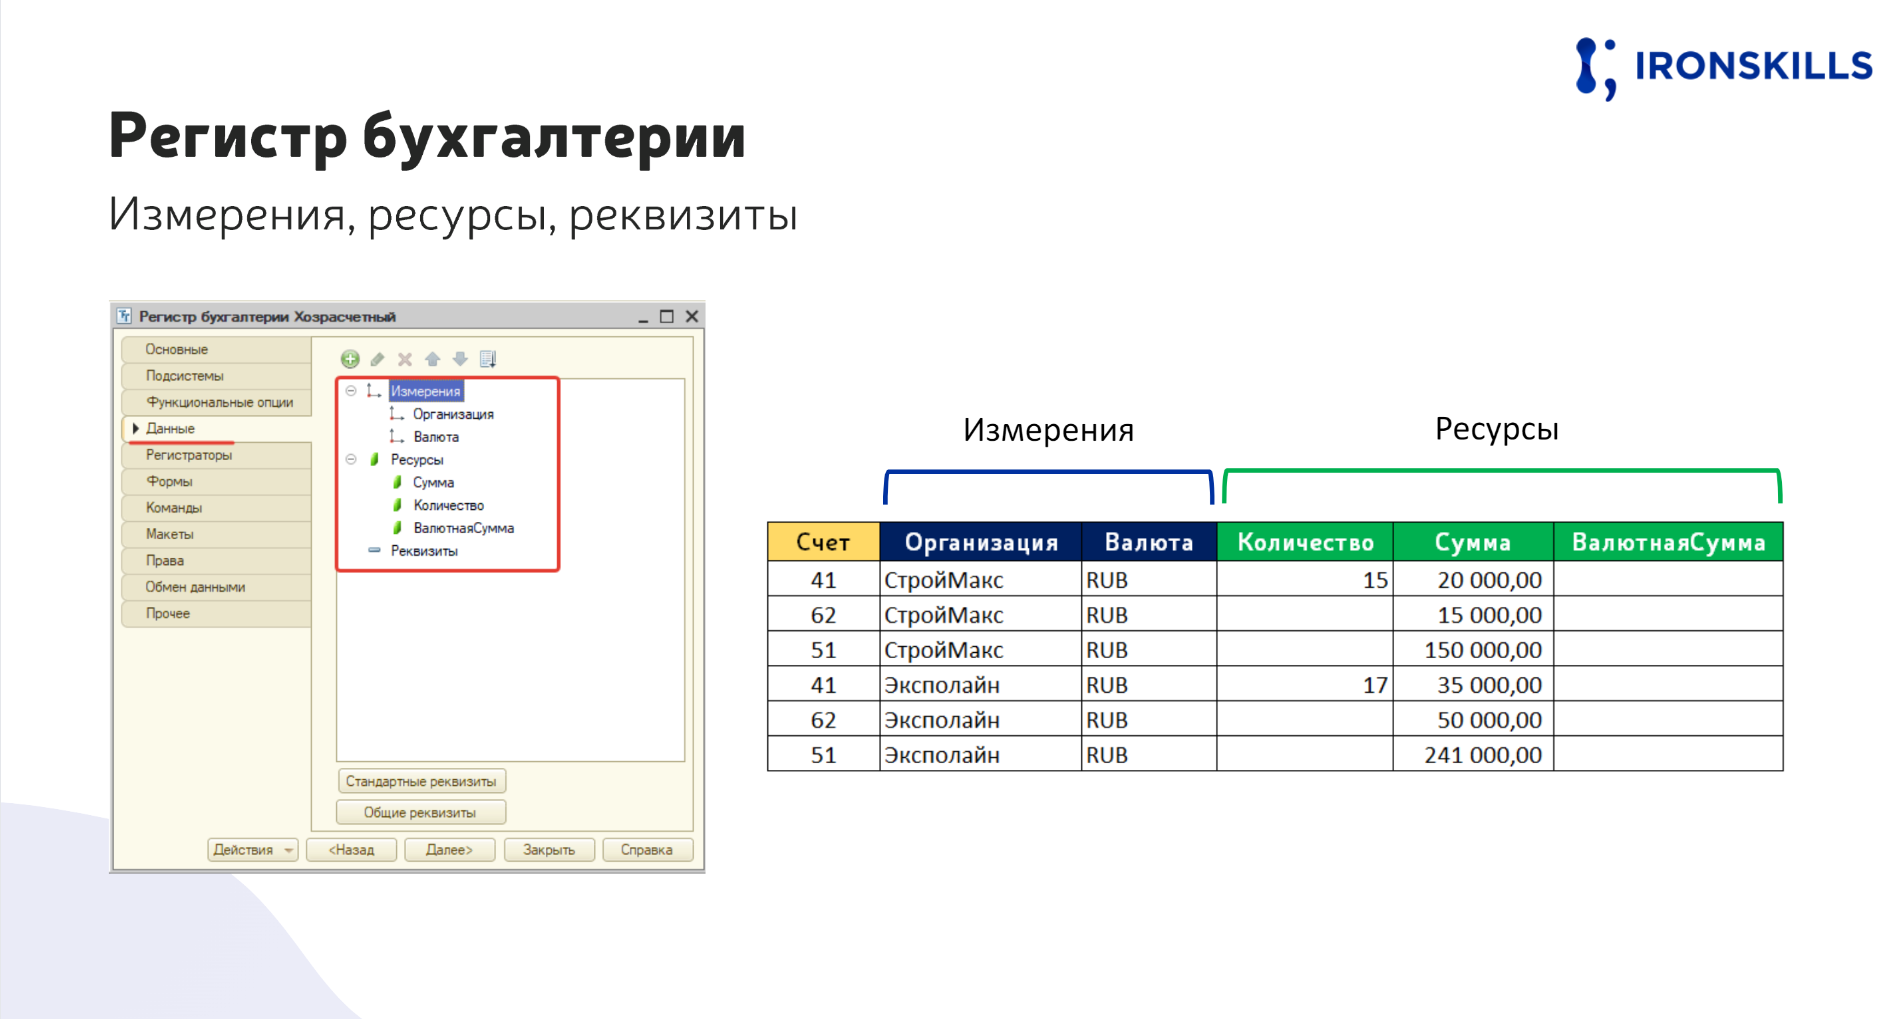 IRONSKILLS
Регистр бухгалтерии
Измерения, ресурсы, реквизиты
Регистр бухгалтерии Хозрасчетный
Основные
Подсистемы
Функциональные опции
Данные
Регистраторы
Формы
Команды
Макеты
Права
Обмен данными
Прочее
Измерения
Организация
Валюта
Ресурсы
Сумма
Количество
ВалютнаяСумма
Реквизиты
Стандартные реквизиты
Общие реквизиты
Действия <Назад Далее> Закрыть Справка
Измерения Ресурсы
Счет Организация Валюта Количество Сумма ВалютнаяСумма
41 СтройМакс RUB 15 20 000,00
62 СтройМакс RUB 15 000,00
51 СтройМакс RUB 150 000,00
41 Эксполайн RUB 17 35 000,00
62 Эксполайн RUB 50 000,00
51 Эксполайн RUB 241 000,00